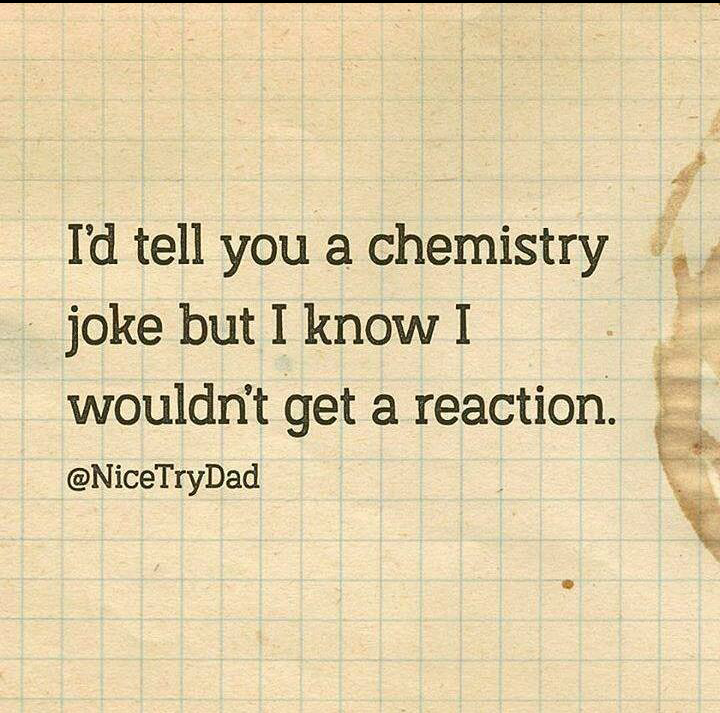 I'd tell you a chemistry
joke but I know I
wouldn't get a reaction.
@NiceTryDad